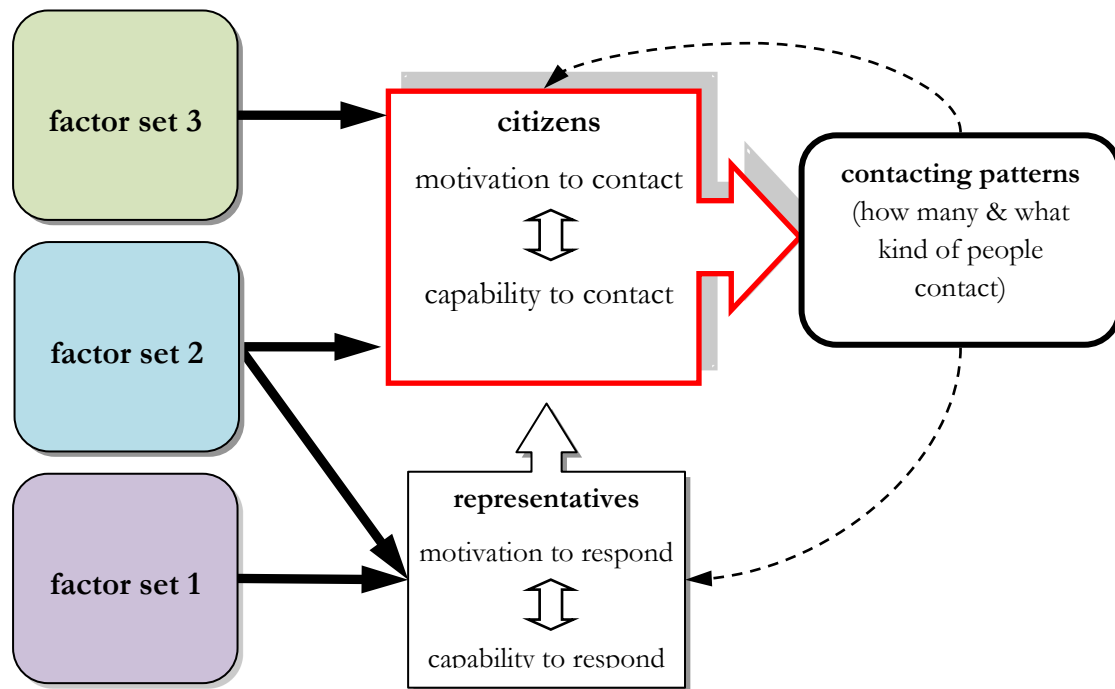 factor set 3
citizens
motivation to contact
capability to contact
contacting patterns
(how many & what
kind of people
contact)
factor set 2
representatives
motivation to respond
capability to respond
factor set 1